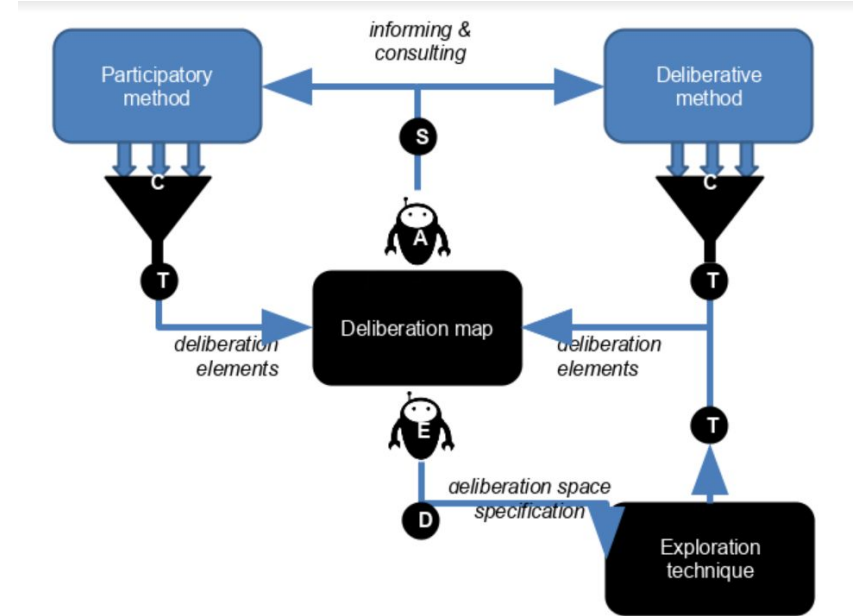 informing &
consulting
Participatory
method
Deliberative
method
S
C
C
A
T
T
Deliberation map
deliberation
elements
deliberation
elements
E
T
deliberation space
specification
D
Exploration
technique